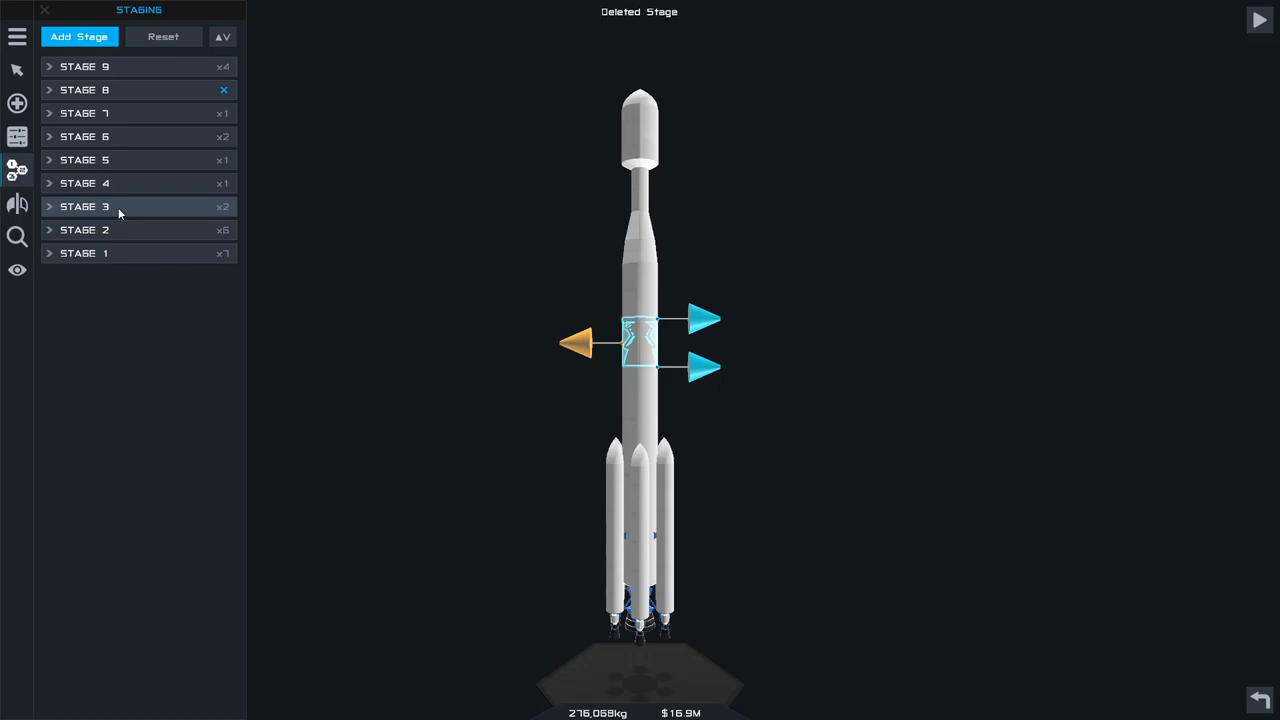 STAGING
Deleted Stage
Add Stage
Reset
STAGE 9 x4
STAGE 8
STAGE 7 x1
STAGE 6 x2
STAGE 5 x1
STAGE 4 x1
STAGE 3 x2
STAGE 2 x6
STAGE 1 x7
276,068kg $16.9M